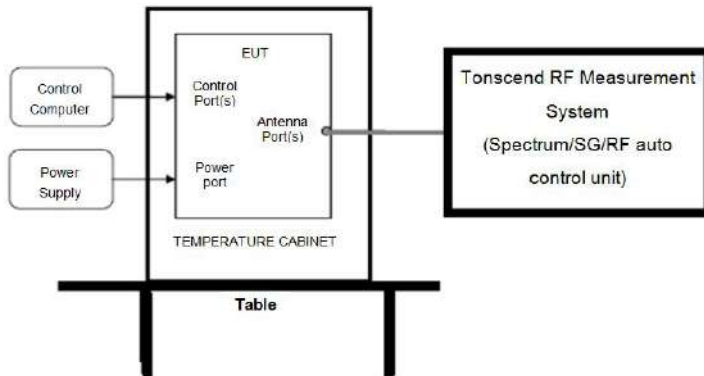 Control
Computer
Power
Supply
EUT
Control
Port(s)
Antenna
Port(s)
Power
port
TEMPERATURE CABINET
Table
Tonscend RF Measurement
System
(Spectrum/SG/RF auto
control unit)